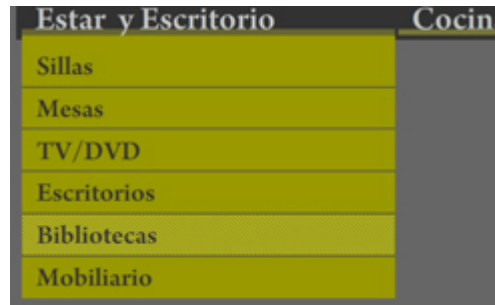 Estar y Escritorio Cocin
Sillas
Mesas
TV/DVD
Escritorios
Bibliotecas
Mobiliario